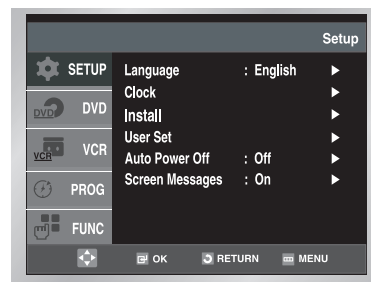 Setup
SETUP
DVD DVD
VCR VCR
PROG
FUNC
Language : English ►
Clock ►
Install ►
User Set ►
Auto Power Off : Off ►
Screen Messages : On ►
OK RETURN MENU